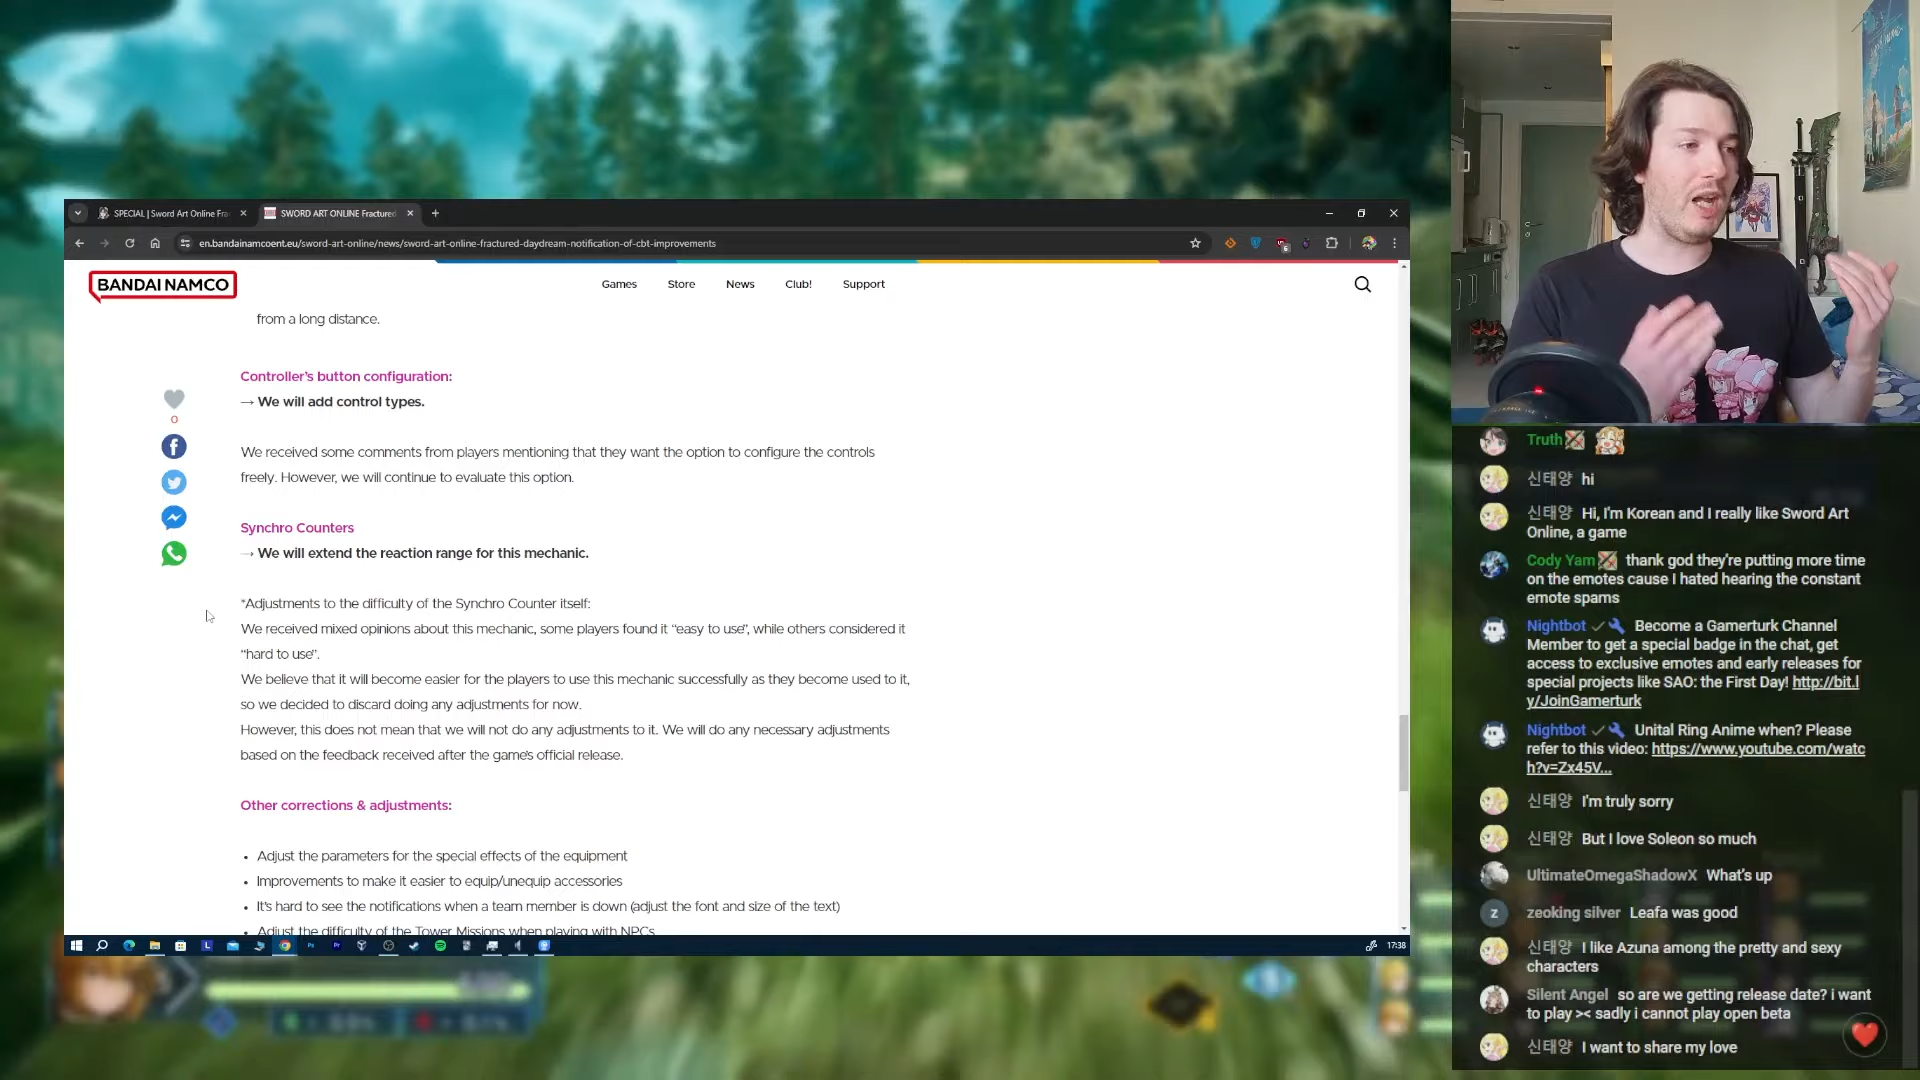 SPECIAL | Sword Art Online Fra
SWORD ART ONLINE Fractured
en.bandainamcoent.eu/sword-art-online/news/sword-art-online-fractured-daydream-notification-of-cbt-improvements
BANDAI NAMCO
Games
Store
News
Club!
Support
from a long distance.
Controller's button configuration:
→ We will add control types.
0
We received some comments from players mentioning that they want the option to configure the controls
freely. However, we will continue to evaluate this option.
Synchro Counters
→ We will extend the reaction range for this mechanic.
*Adjustments to the difficulty of the Synchro Counter itself:
We received mixed opinions about this mechanic, some players found it “easy to use”, while others considered it
“hard to use”.
We believe that it will become easier for the players to use this mechanic successfully as they become used to it,
so we decided to discard doing any adjustments for now.
However, this does not mean that we will not do any adjustments to it. We will do any necessary adjustments
based on the feedback received after the game's official release.
Other corrections & adjustments:
• Adjust the parameters for the special effects of the equipment
• Improvements to make it easier to equip/unequip accessories
• It's hard to see the notifications when a team member is down (adjust the font and size of the text)
• Adjust the difficulty of the Tower Missions when playing with NPCs
17:38
Truth
신태양 hi
신태양 Hi, I'm Korean and I really like Sword Art
Online, a game
Cody Yam thank god they're putting more time
on the emotes cause I hated hearing the constant
emote spams
Nightbot Become a Gamerturk Channel
Member to get a special badge in the chat, get
access to exclusive emotes and early releases for
special projects like SAO: the First Day! http://bit.l
y/JoinGamerturk
Nightbot Unital Ring Anime when? Please
refer to this video: https://www.youtube.com/watc
h?v=Zx45V...
신태양 I'm truly sorry
신태양 But I love Soleon so much
UltimateOmegaShadowX What's up
z zeoking silver Leafa was good
신태양 I like Azuna among the pretty and sexy
characters
Silent Angel so are we getting release date? i want
to play >< sadly i cannot play open beta
신태양 I want to share my love